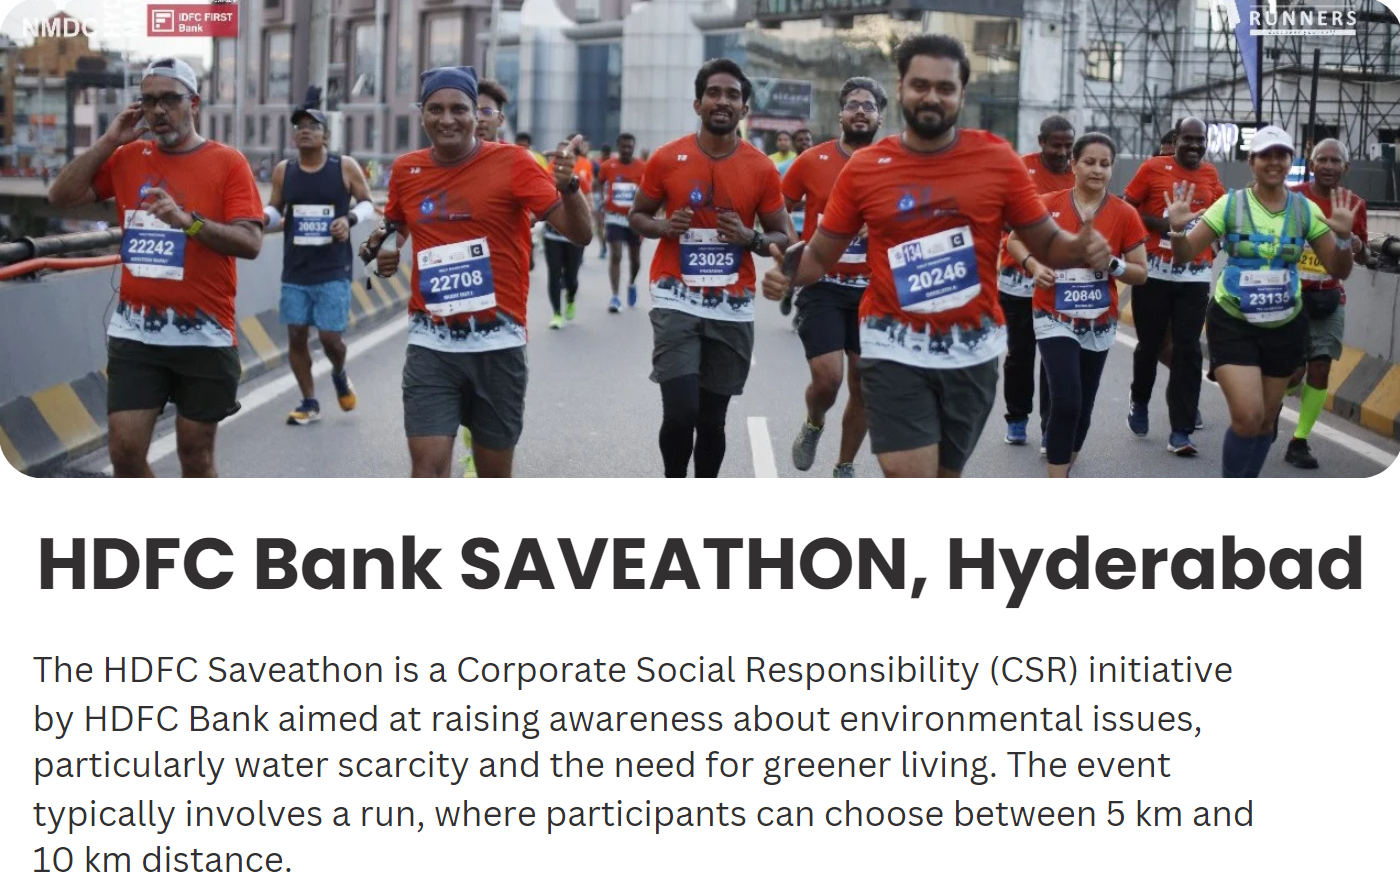 NMDC
IDFC FIRST
Bank
RUNNERS
22242
20032
22708
23025
134
20246
20840
23135
HDFC Bank SAVEATHON, Hyderabad
The HDFC Saveathon is a Corporate Social Responsibility (CSR) initiative
by HDFC Bank aimed at raising awareness about environmental issues,
particularly water scarcity and the need for greener living. The event
typically involves a run, where participants can choose between 5 km and
10 km distance.